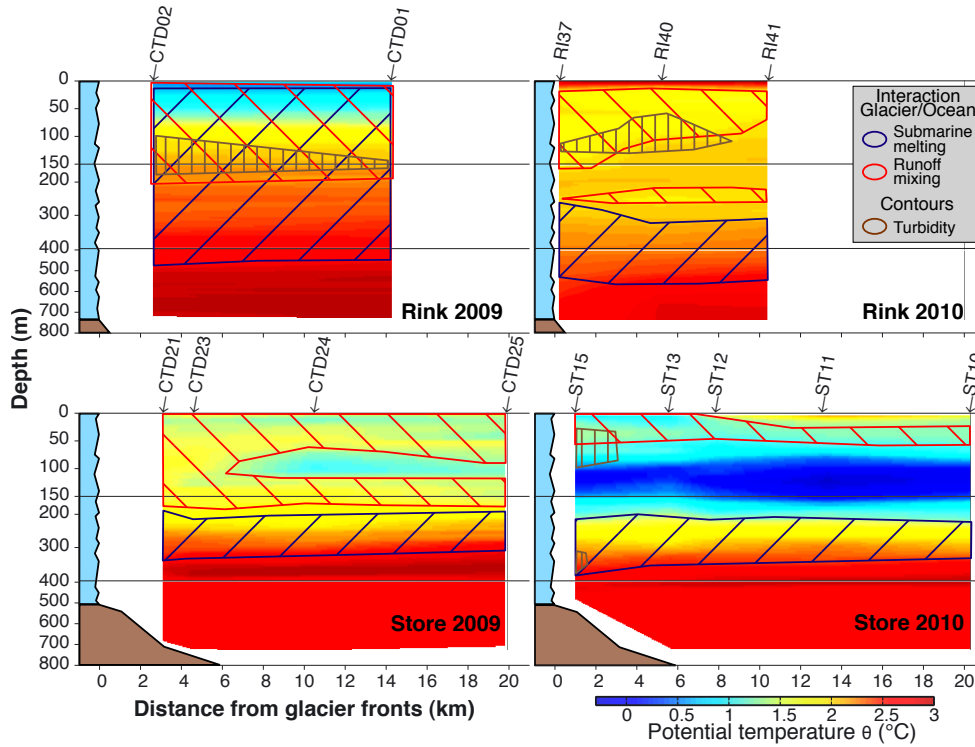 CTD02
CTD01
RI37
RI40
RI41
0
50
100
150
200
300
400
500
600
700
800
Rink 2009
Rink 2010
Interaction
Glacier/Ocean
Submarine
melting
Runoff
mixing
Contours
Turbidity
Depth (m)
CTD21
CTD23
CTD24
CTD25
ST15
ST13
ST12
ST11
0
50
100
150
200
300
400
500
600
700
800
Store 2009
Store 2010
0 2 4 6 8 10 12 14 16 18 20
0 2 4 6 8 10 12 14 16 18 20
Distance from glacier fronts (km)
0 0.5 1 1.5 2 2.5 3
Potential temperature θ (°C)